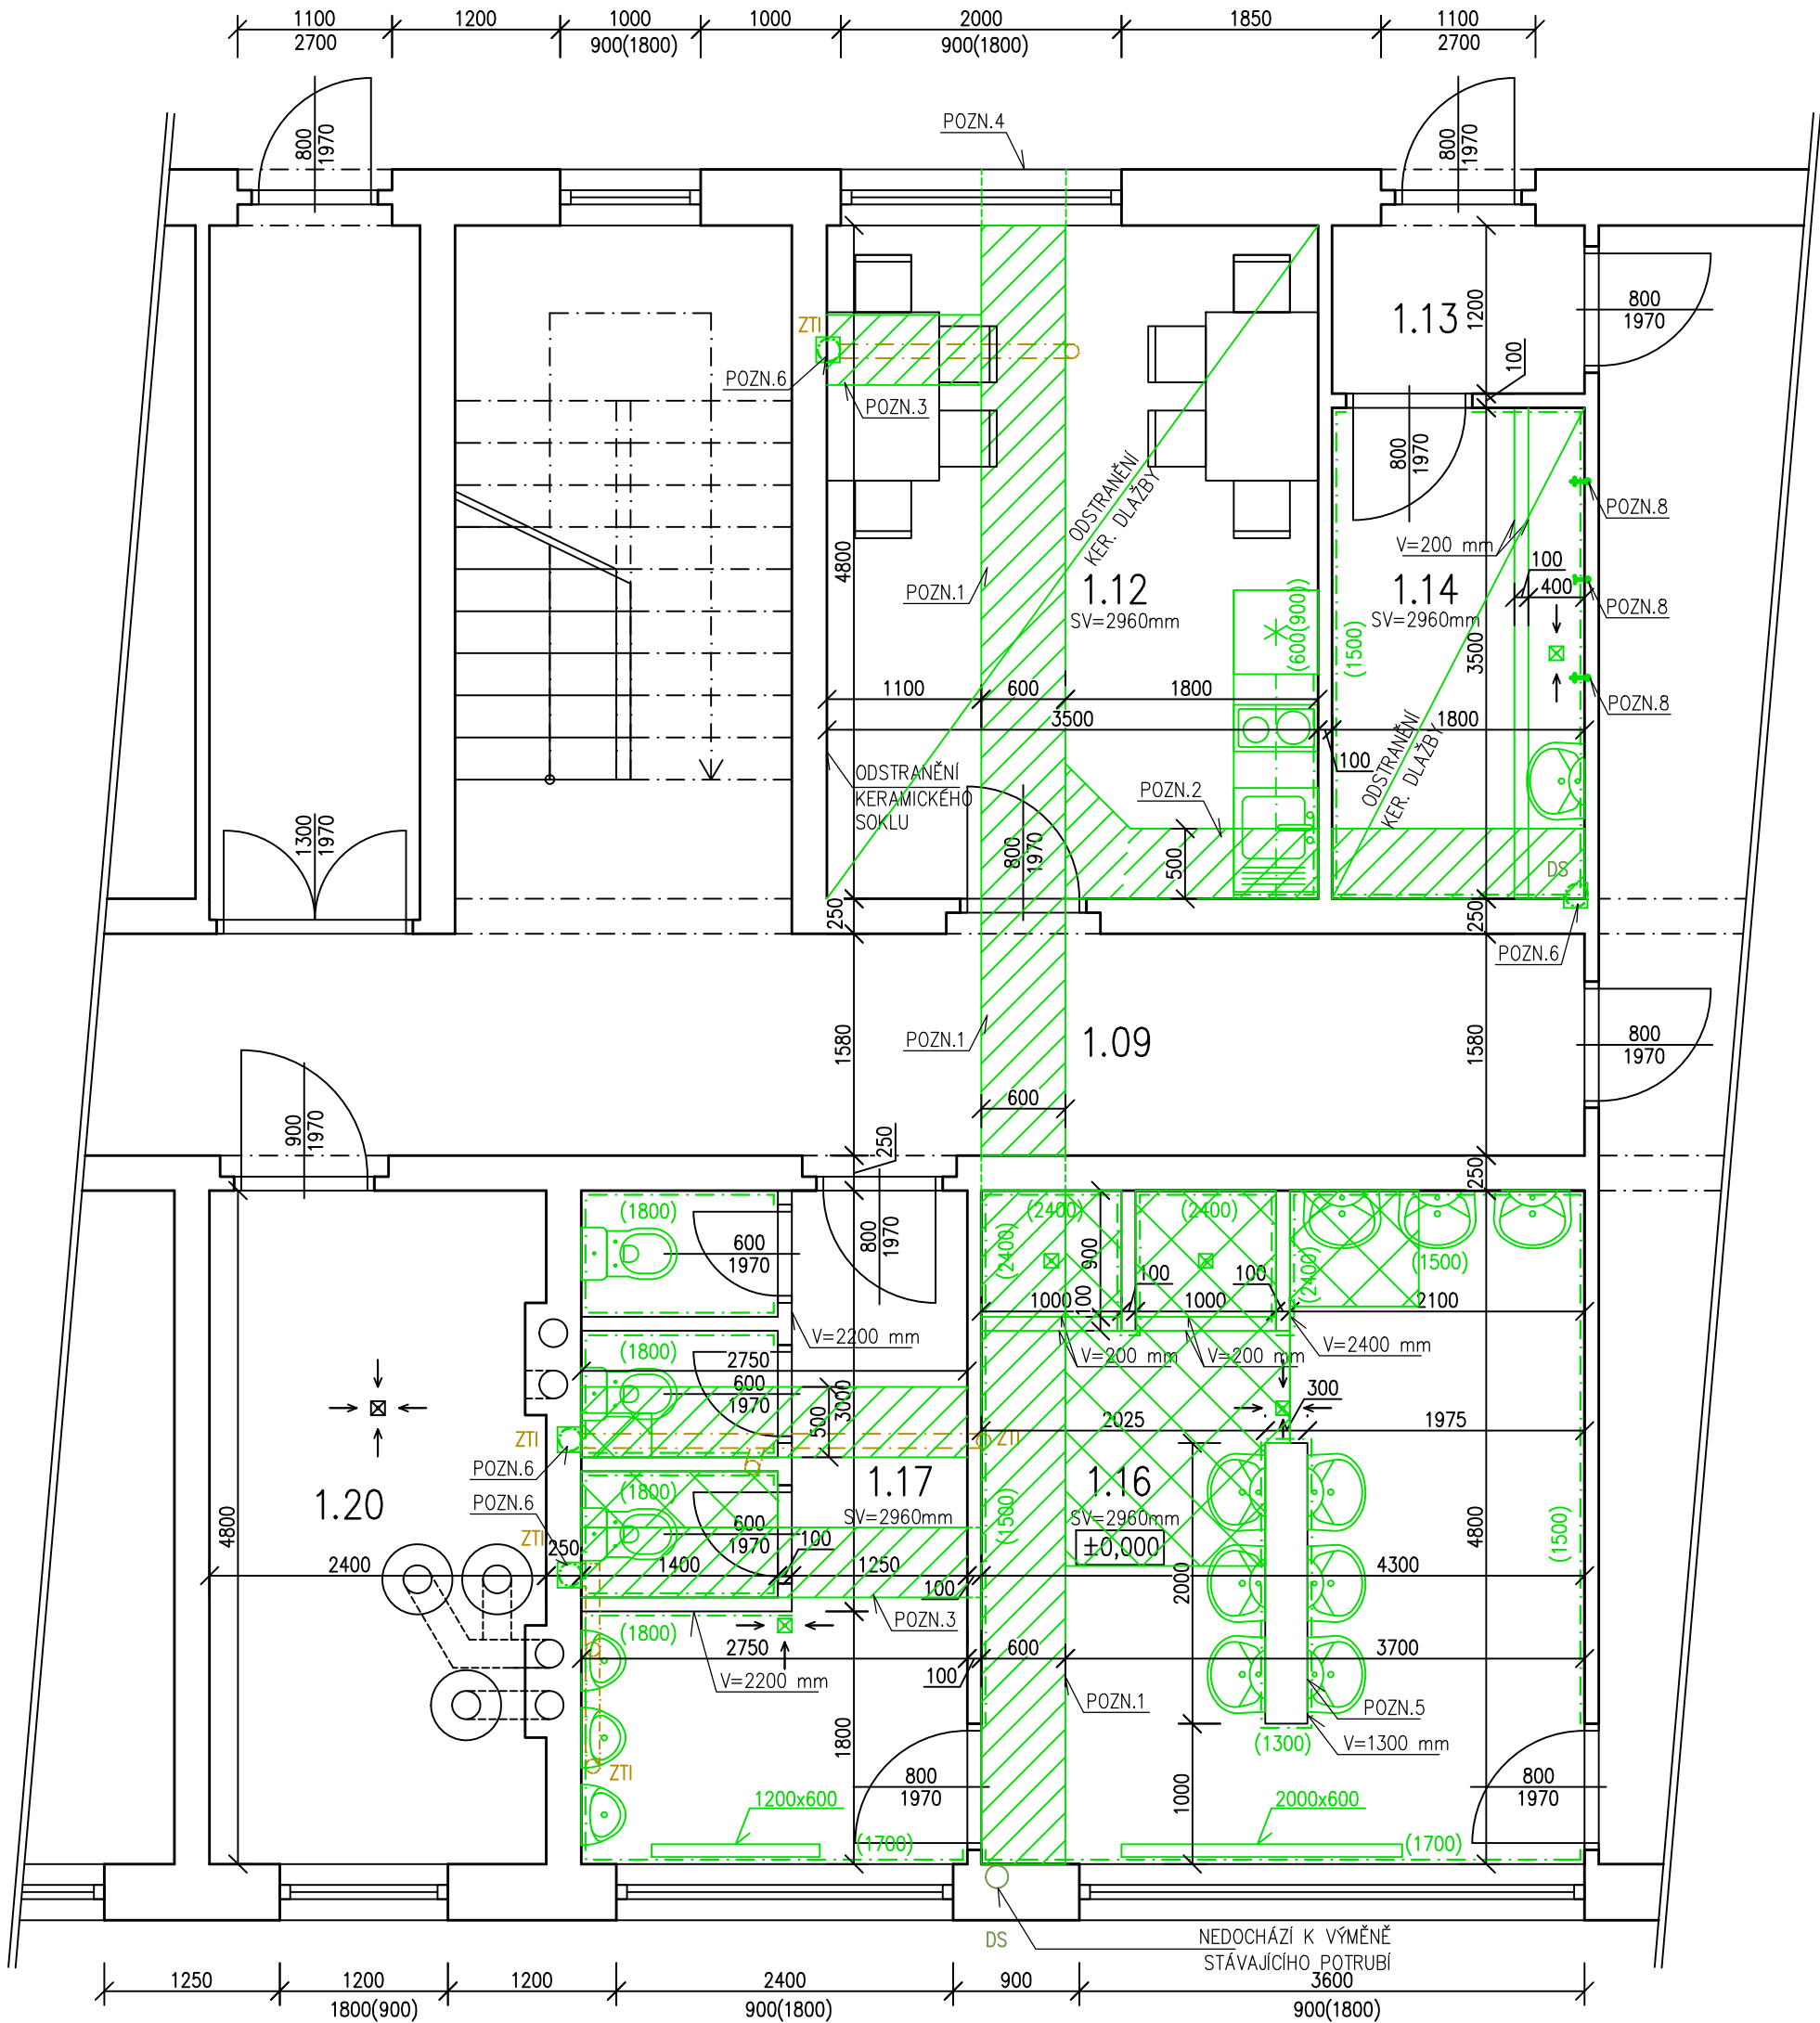 1100
1200
1000
1000
2000
1850
1100
2700
900(1800)
900(1800)
2700
POZN.4
800
1970
800
1970
ZTI
POZN.6
POZN.3
1.13
1200
800
1970
100
800
1970
ODSTRANĚNÍ
KER. DLAŽBY
POZN.8
V=200 mm
4800
POZN.1
1.12
SV=2960mm
(600(900))
1.14
SV=2960mm
100
400
POZN.8
(1500)
3500
1100
600
1800
POZN.8
3500
1800
100
ODSTRANĚNÍ
KER. DLAŽBY
ODSTRANĚNÍ
KERAMICKÉHO
SOKLU
POZN.2
1300
1970
800
1970
500
DS
250
250
POZN.6
1580
POZN.1
1.09
1580
800
1970
600
900
1970
250
250
(1800)
600
1970
800
1970
(2400)
(2400)
(2400)
900
100
100
100
(2400)
(1500)
1000
1000
2100
V=2200 mm
V=200 mm
V=200 mm
V=2400 mm
(1800)
2750
600
1970
500
3000
300
2025
1975
ZTI
ZTI
POZN.6
1.17
SV=2960mm
1.16
SV=2960mm
±0,000
1.20
POZN.6
(1800)
600
1970
(1500)
(1500)
4800
4800
ZTI
250
100
2400
1400
1250
100
4300
2000
POZN.3
(1800)
2750
100
600
3700
V=2200 mm
POZN.1
POZN.5
(1300)
V=1300 mm
1800
ZTI
800
1970
1000
800
1970
1200x600
2000x600
(1700)
(1700)
DS
NEDOCHÁZÍ K VÝMĚNĚ
STÁVAJÍCÍHO POTRUBÍ
1250
1200
1200
2400
900
3600
1800(900)
900(1800)
900(1800)